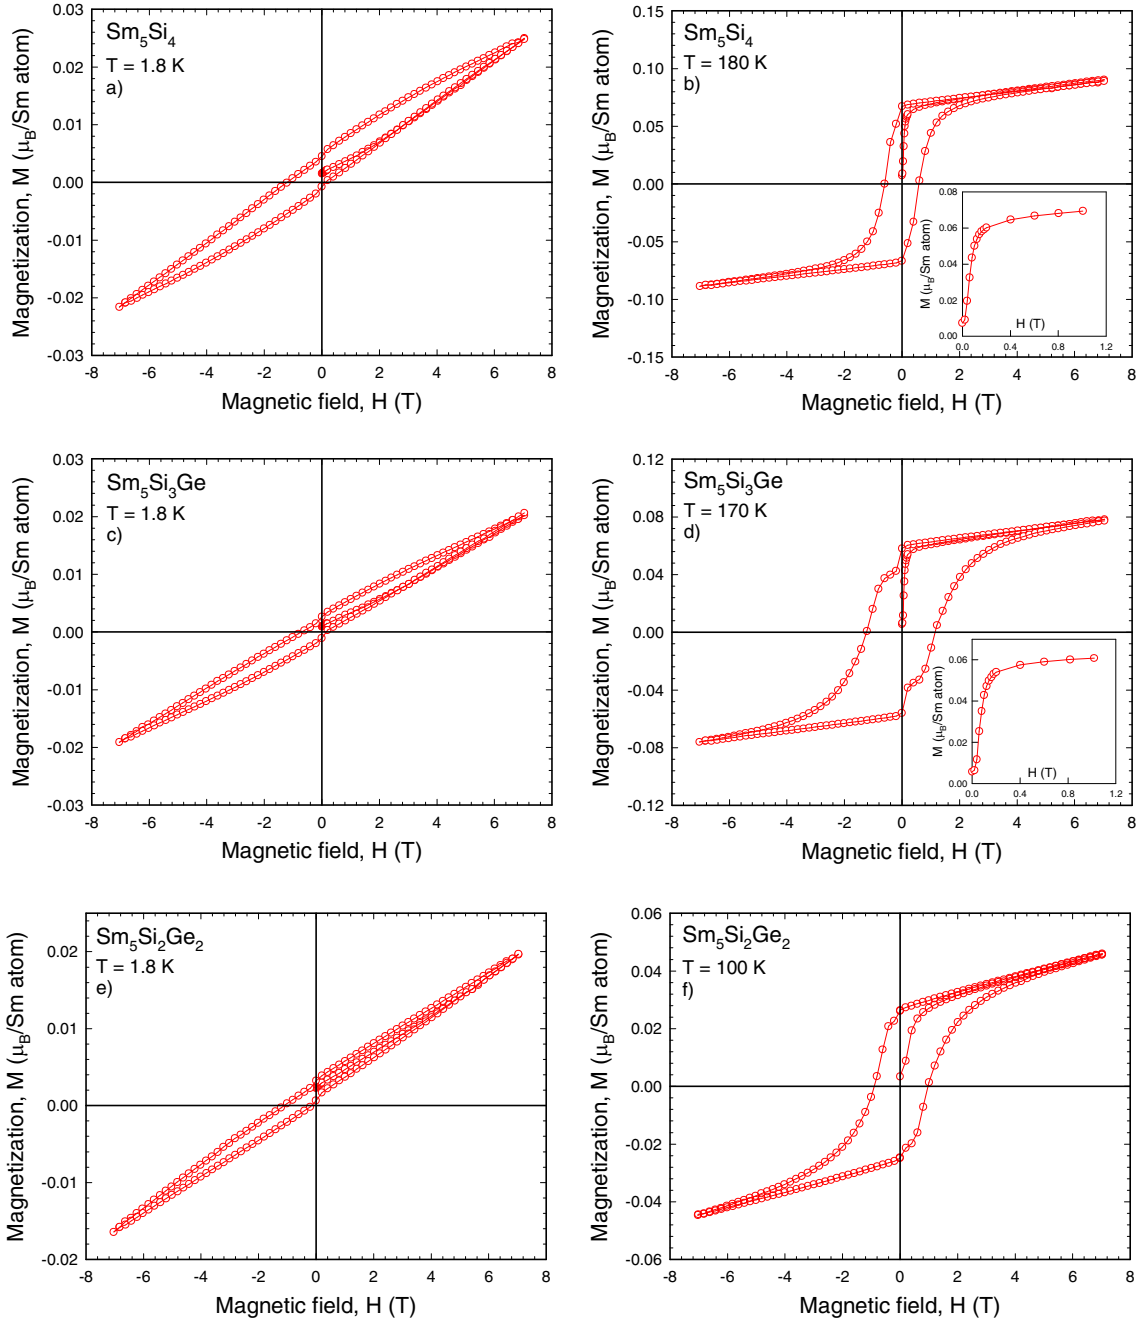 0.03
0.02
0.01
0.00
-0.01
-0.02
-0.03
Magnetization, M (μ_B/Sm atom)
Sm₅Si₄
T = 1.8 K
a)
-8 -6 -4 -2 0 2 4 6 8
Magnetic field, H (T)
0.15
0.10
0.05
0.00
-0.05
-0.10
-0.15
Magnetization, M (μ_B/Sm atom)
Sm₅Si₄
T = 180 K
b)
0.08
0.06
0.04
0.02
0.00
M (μ_B/Sm atom)
H (T)
0.0 0.4 0.8 1.2
-8 -6 -4 -2 0 2 4 6 8
Magnetic field, H (T)
0.03
0.02
0.01
0.00
-0.01
-0.02
-0.03
Magnetization, M (μ_B/Sm atom)
Sm₅Si₃Ge
T = 1.8 K
c)
-8 -6 -4 -2 0 2 4 6 8
Magnetic field, H (T)
0.12
0.08
0.04
0.00
-0.04
-0.08
-0.12
Magnetization, M (μ_B/Sm atom)
Sm₅Si₃Ge
T = 170 K
d)
0.06
0.04
0.02
0.00
M (μ_B/Sm atom)
H (T)
0.0 0.4 0.8 1.2
-8 -6 -4 -2 0 2 4 6 8
Magnetic field, H (T)
0.02
0.01
0.00
-0.01
-0.02
Magnetization, M (μ_B/Sm atom)
Sm₅Si₂Ge₂
T = 1.8 K
e)
-8 -6 -4 -2 0 2 4 6 8
Magnetic field, H (T)
0.06
0.04
0.02
0.00
-0.02
-0.04
-0.06
Magnetization, M (μ_B/Sm atom)
Sm₅Si₂Ge₂
T = 100 K
f)
-8 -6 -4 -2 0 2 4 6 8
Magnetic field, H (T)